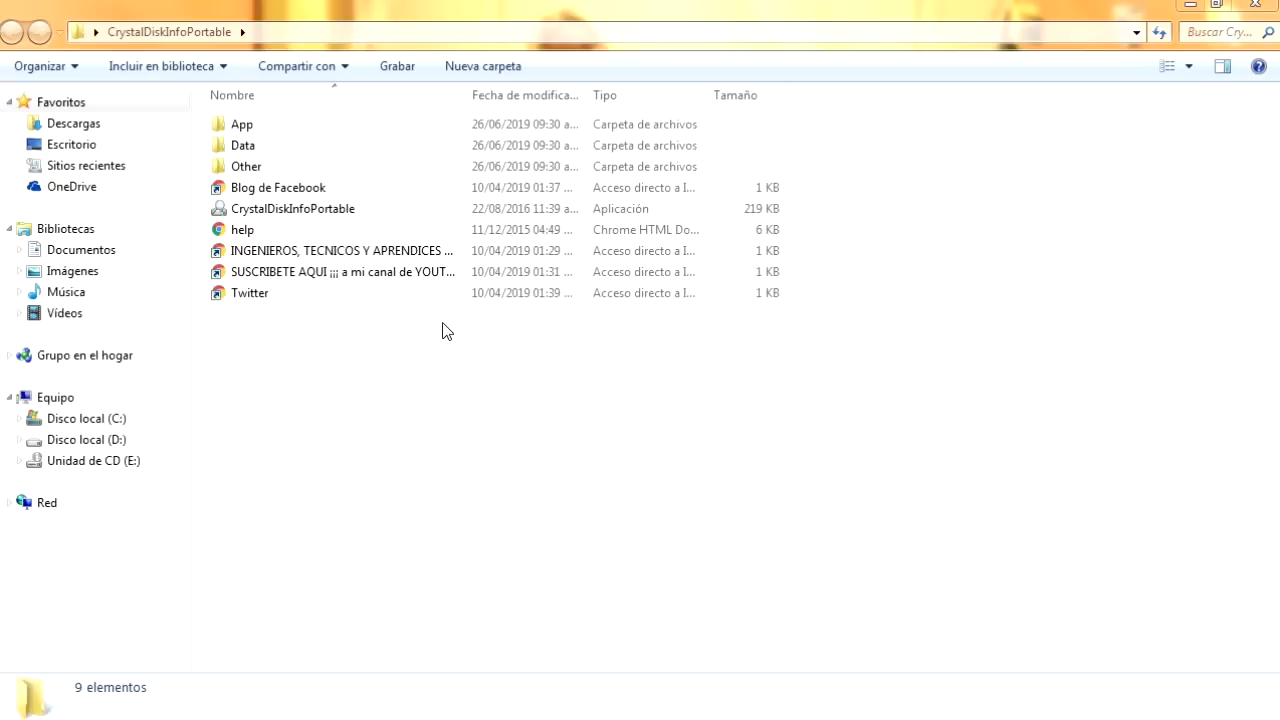 CrystalDiskInfoPortable
Buscar Cry...
Organizar Incluir en biblioteca Compartir con Grabar Nueva carpeta
Nombre Fecha de modifica... Tipo Tamaño
Favoritos
Descargas
Escritorio
Sitios recientes
OneDrive
Bibliotecas
Documentos
Imágenes
Música
Vídeos
Grupo en el hogar
Equipo
Disco local (C:)
Disco local (D:)
Unidad de CD (E:)
Red
App 26/06/2019 09:30 a... Carpeta de archivos
Data 26/06/2019 09:30 a... Carpeta de archivos
Other 26/06/2019 09:30 a... Carpeta de archivos
Blog de Facebook 10/04/2019 01:37 ... Acceso directo a I... 1 KB
CrystalDiskInfoPortable 22/08/2016 11:39 a... Aplicación 219 KB
help 11/12/2015 04:49 ... Chrome HTML Do... 6 KB
INGENIEROS, TECNICOS Y APRENDICES ... 10/04/2019 01:29 ... Acceso directo a I... 1 KB
SUSCRIBETE AQUI ¡¡¡ a mi canal de YOUT... 10/04/2019 01:31 ... Acceso directo a I... 1 KB
Twitter 10/04/2019 01:39 ... Acceso directo a I... 1 KB
9 elementos